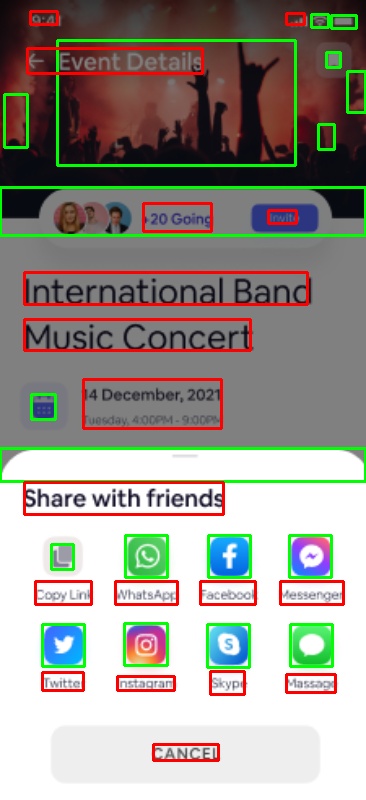 9:41
Event Details
+20 Going
Invite
International Band
Music Concert
14 December, 2021
Tuesday, 4:00PM - 9:00PM
Share with friends
Copy Link
WhatsApp
Facebook
Messenger
Twitter
Instagram
Skype
Massage
CANCEL